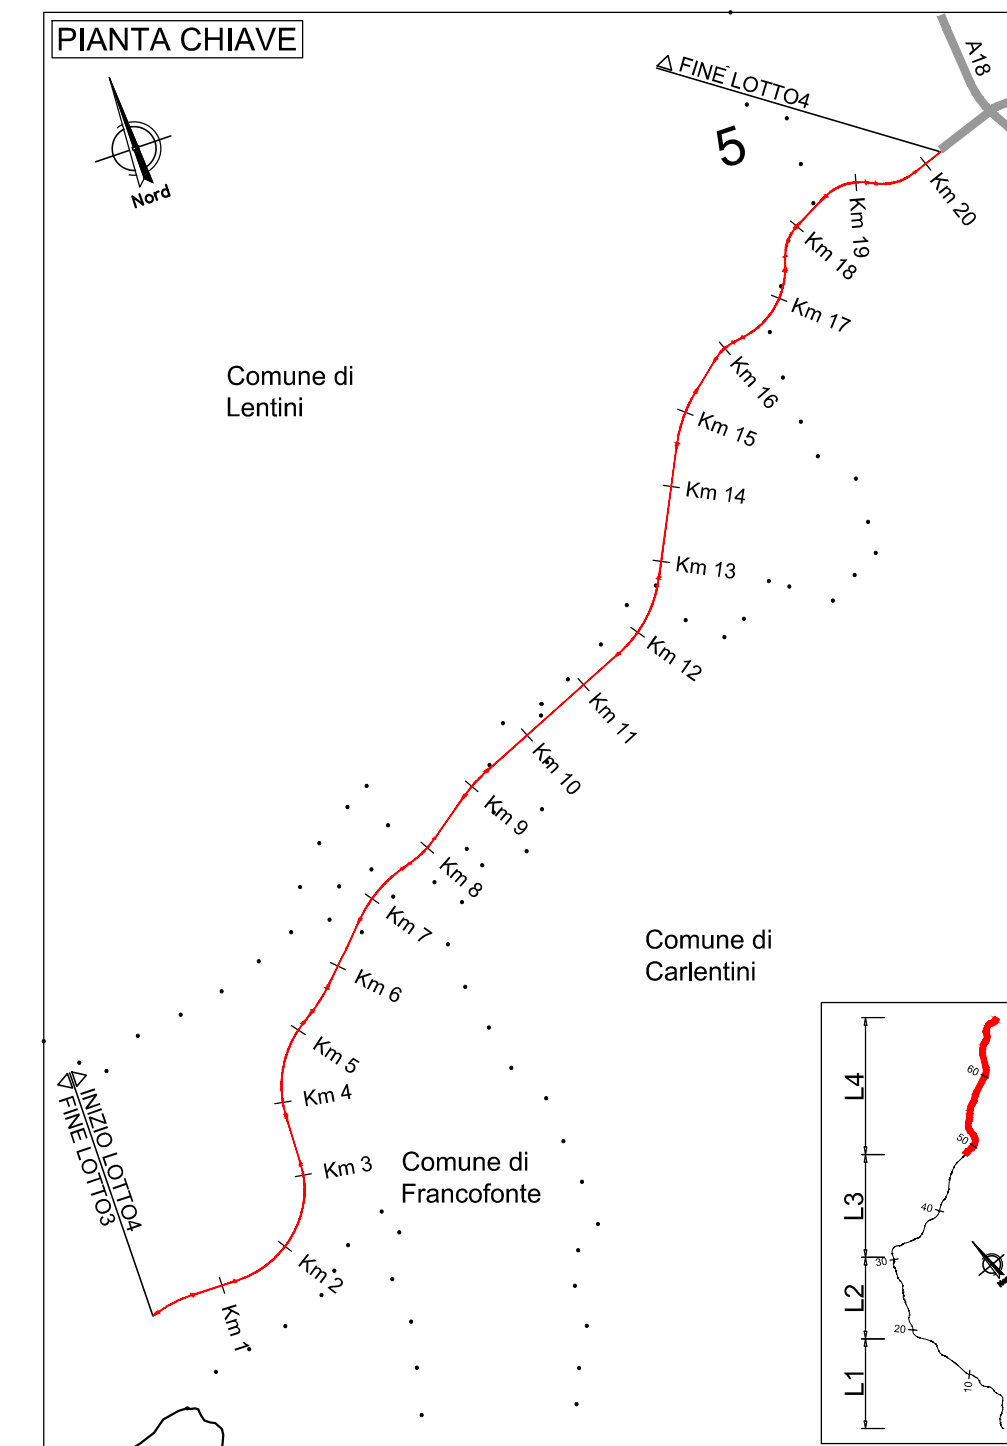 PIANTA CHIAVE
Nord
FINE LOTTO4
A18
5
Km 20
Km 19
Km 18
Km 17
Km 16
Comune di
Lentini
Km 15
Km 14
Km 13
Km 12
Km 11
Km 10
Km 9
Km 8
Km 7
Comune di
Carlentini
Km 6
Km 5
Km 4
INIZIO LOTTO4
FINE LOTTO3
Km 3
Comune di
Francofonte
Km 2
Km 1
L4
60
50
L3
40
30
L2
20
L1
10